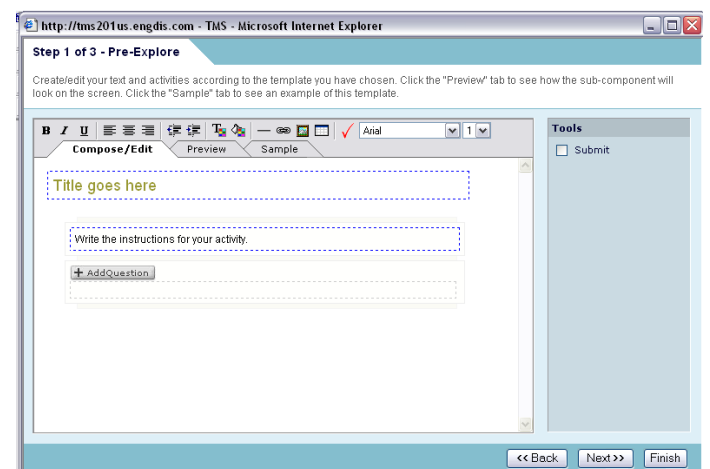 http://tms201us.engdis.com - TMS - Microsoft Internet Explorer
Step 1 of 3 - Pre-Explore
Create/edit your text and activities according to the template you have chosen. Click the "Preview" tab to see how the sub-component will
look on the screen. Click the "Sample" tab to see an example of this template.
B I U Arial 1
Compose/Edit Preview Sample
Tools
Submit
Title goes here
Write the instructions for your activity.
+ AddQuestion
<< Back Next >> Finish